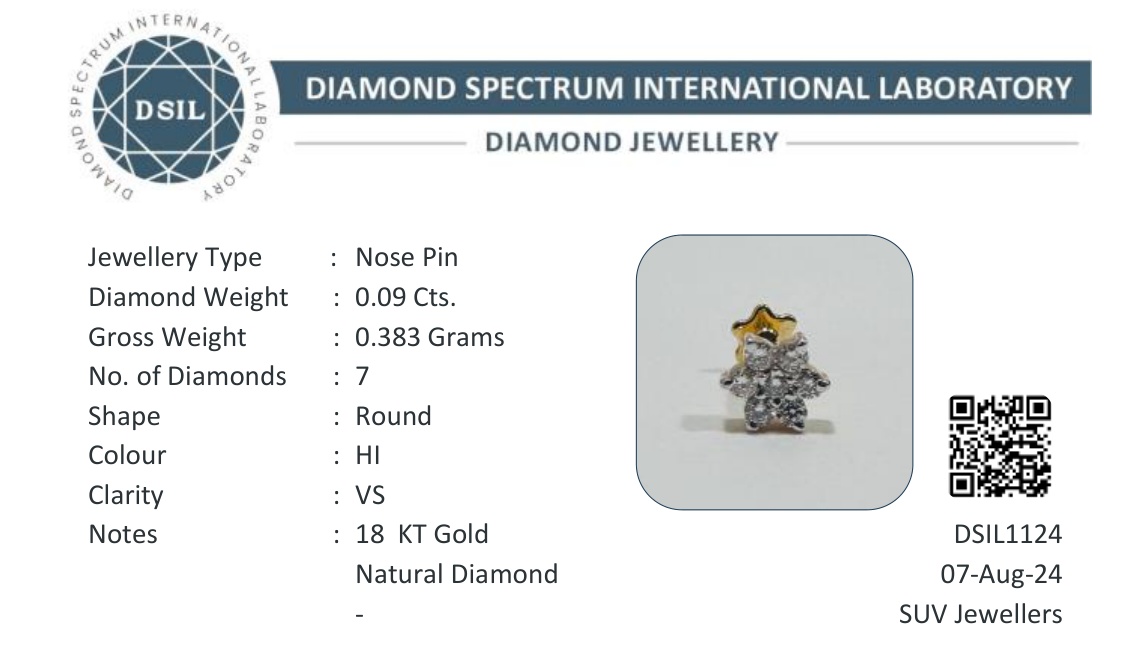 DIAMOND SPECTRUM INTERNATIONAL LABORATORY
DSIL
DIAMOND SPECTRUM INTERNATIONAL LABORATORY
DIAMOND JEWELLERY
Jewellery Type : Nose Pin
Diamond Weight : 0.09 Cts.
Gross Weight : 0.383 Grams
No. of Diamonds : 7
Shape : Round
Colour : HI
Clarity : VS
Notes : 18 KT Gold
Natural Diamond
-
DSIL1124
07-Aug-24
SUV Jewellers